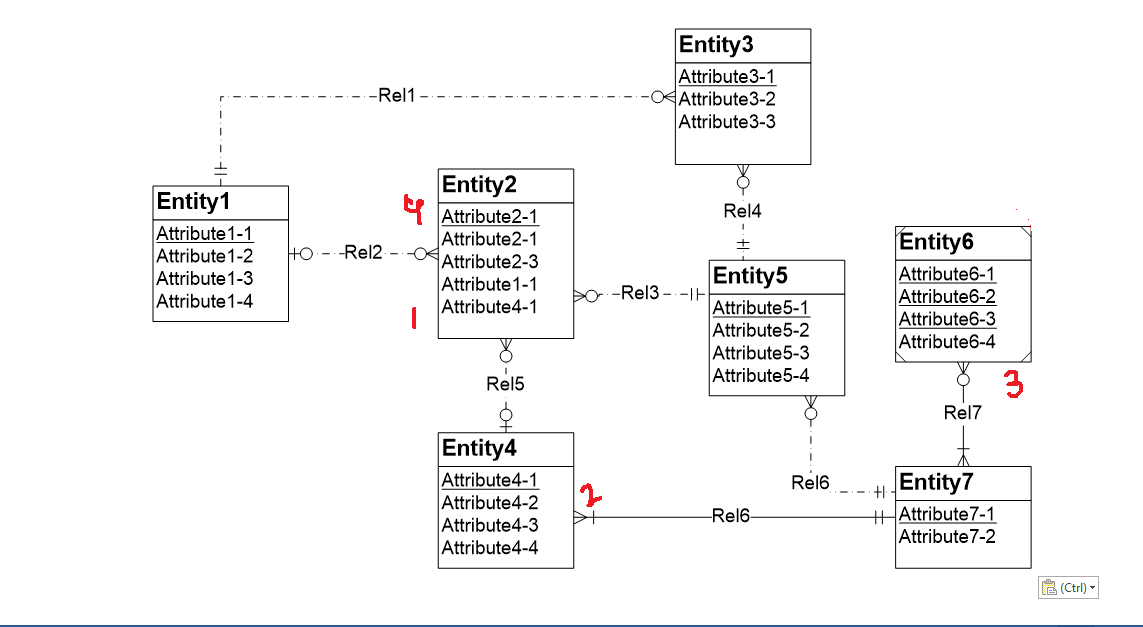 Entity3
Attribute3-1
Attribute3-2
Attribute3-3
Rel1
Entity1
Attribute1-1
Attribute1-2
Attribute1-3
Attribute1-4
Rel2
4
1
Entity2
Attribute2-1
Attribute2-1
Attribute2-3
Attribute1-1
Attribute4-1
Rel4
Rel3
Entity5
Attribute5-1
Attribute5-2
Attribute5-3
Attribute5-4
Entity6
Attribute6-1
Attribute6-2
Attribute6-3
Attribute6-4
3
Rel5
Rel7
Entity4
Attribute4-1
Attribute4-2
Attribute4-3
Attribute4-4
2
Rel6
Rel6
Entity7
Attribute7-1
Attribute7-2
(Ctrl)